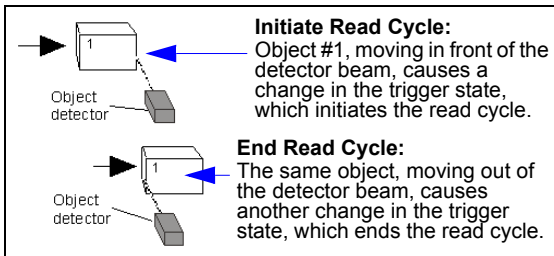 Initiate Read Cycle:
1
Object #1, moving in front of the
detector beam, causes a
change in the trigger state,
which initiates the read cycle.
Object
detector
End Read Cycle:
1
The same object, moving out of
the detector beam, causes
another change in the trigger
state, which ends the read cycle.
Object
detector